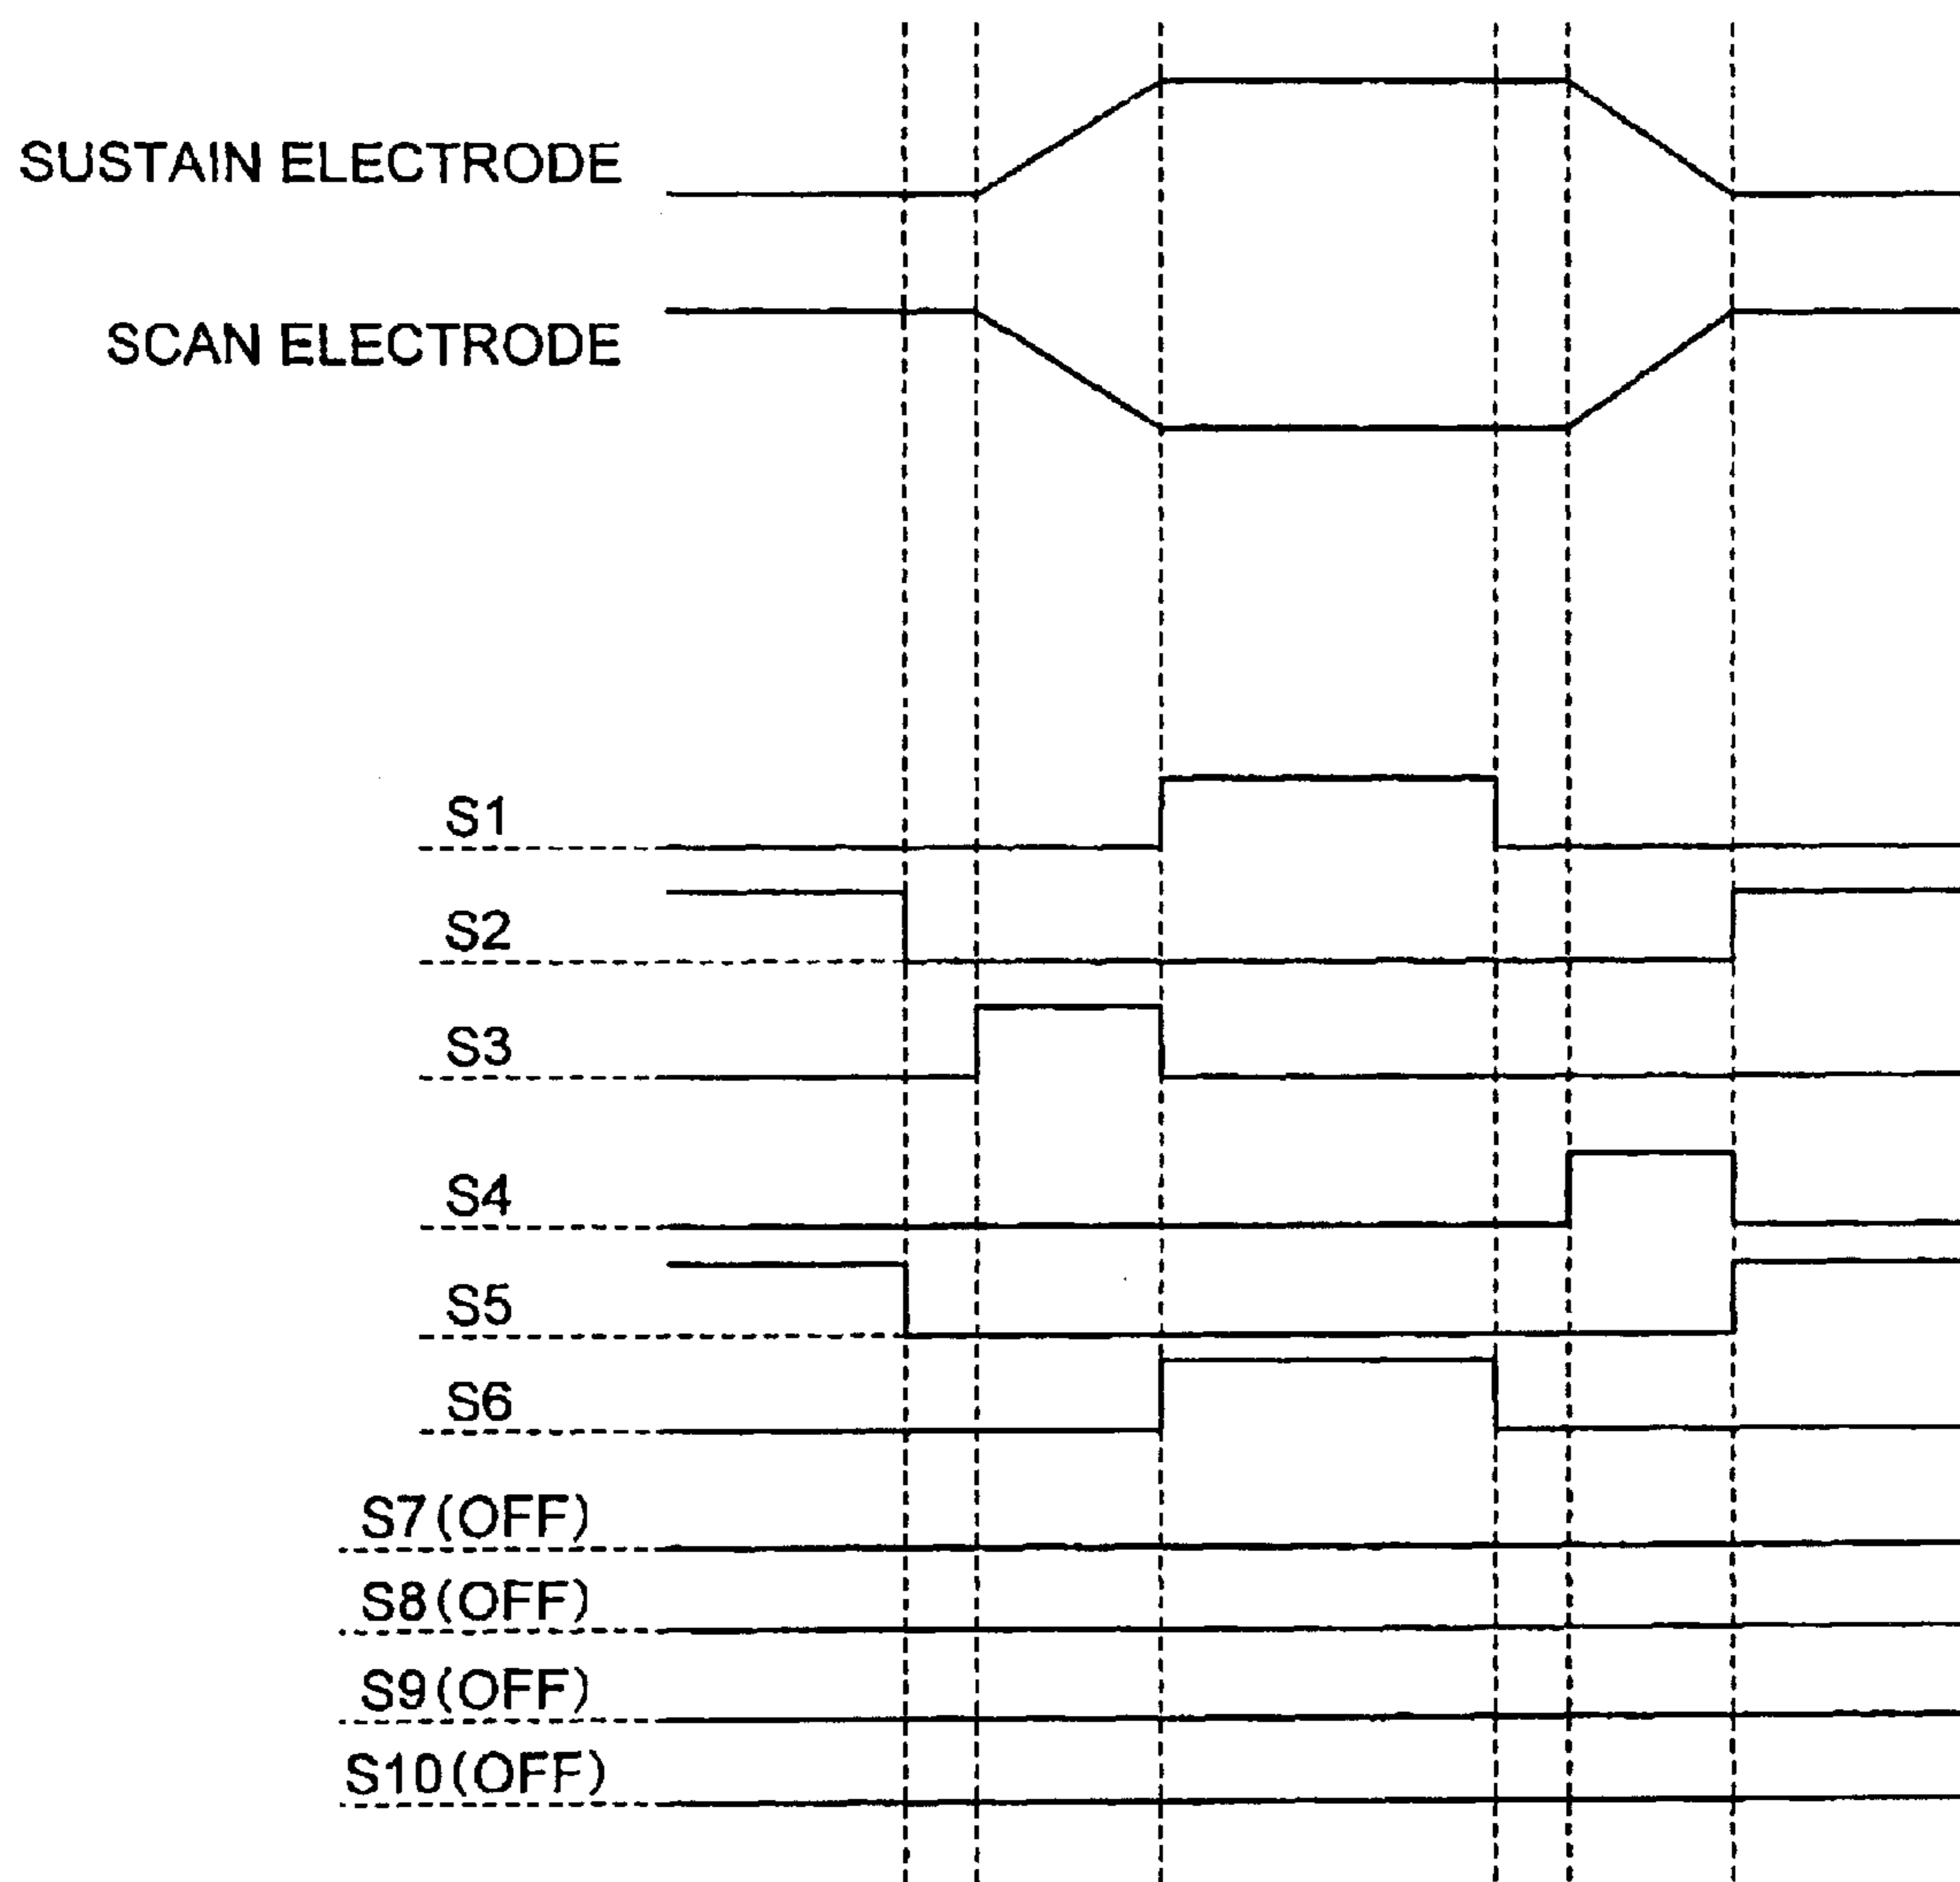 SUSTAIN ELECTRODE
SCAN ELECTRODE
S1
S2
S3
S4
S5
S6
S7(OFF)
S8(OFF)
S9(OFF)
S10(OFF)